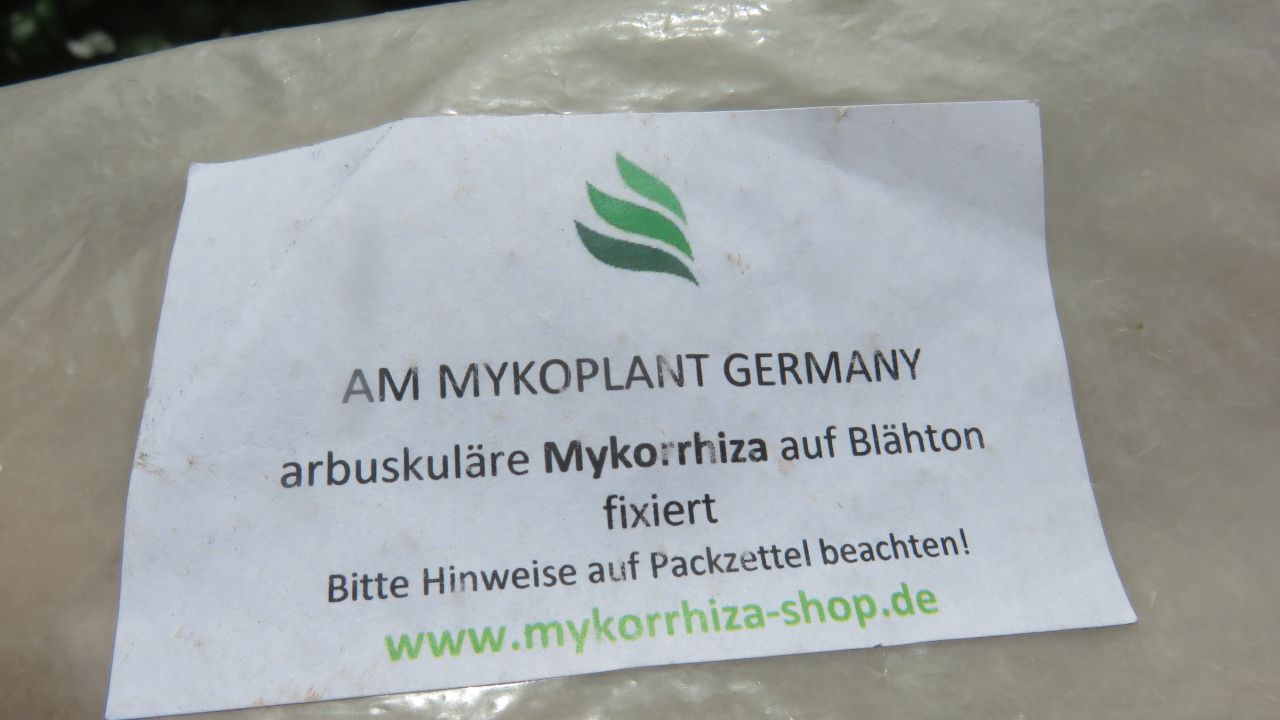 AM MYKOPLANT GERMANY
arbuskuläre Mykorrhiza auf Blähton
fixiert
Bitte Hinweise auf Packzettel beachten!
www.mykorrhiza-shop.de